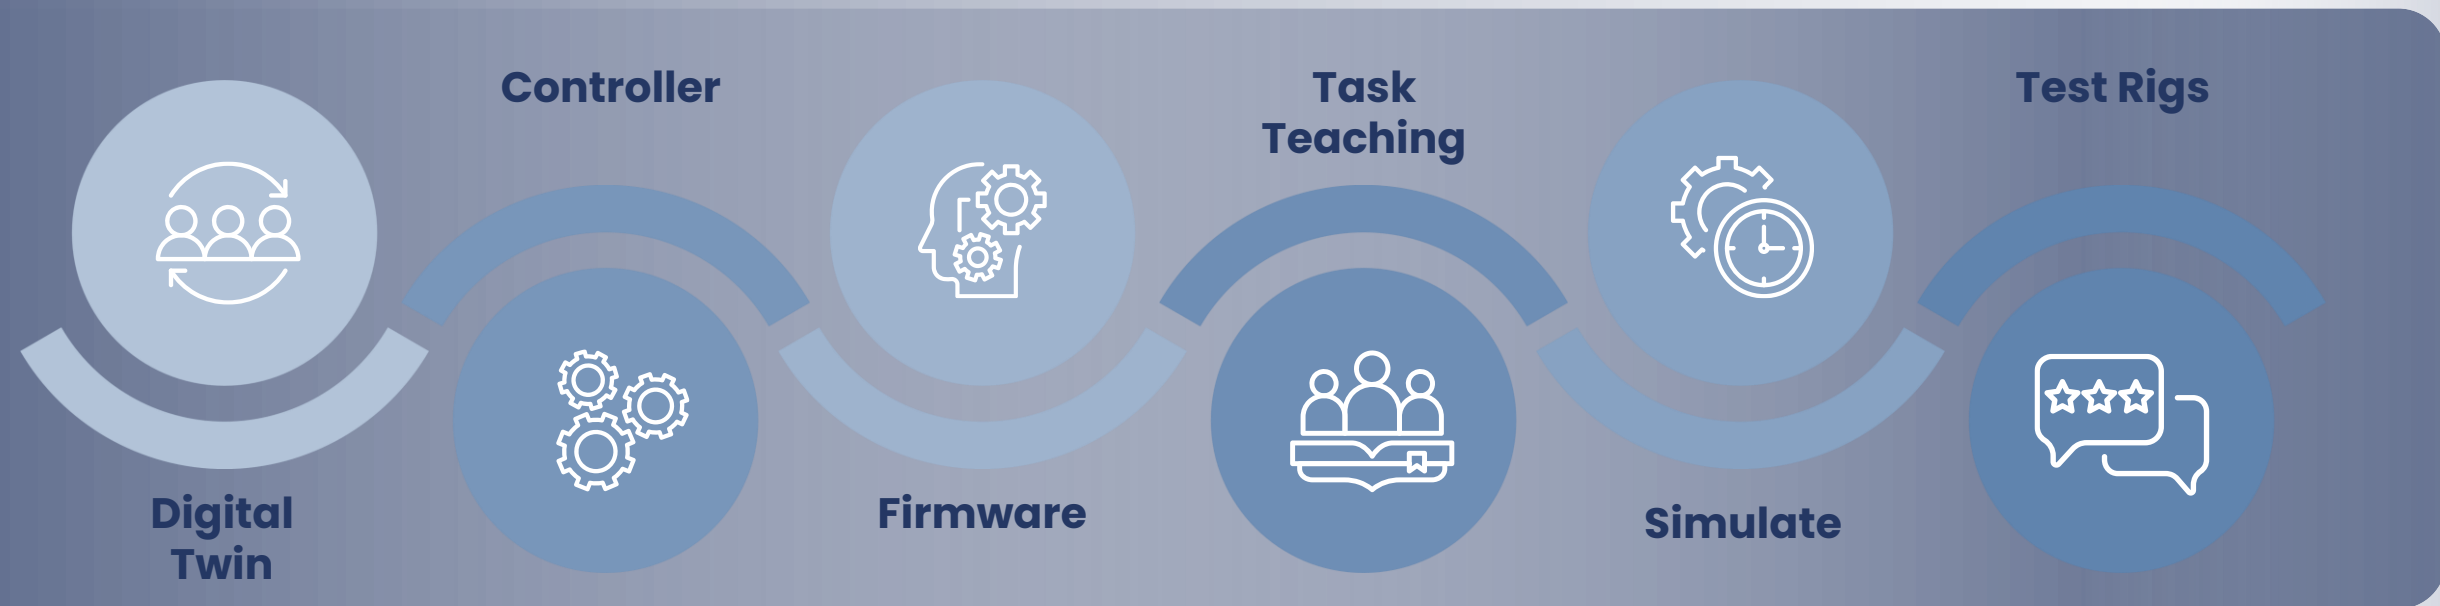 Digital
Twin
Controller
Firmware
Task
Teaching
Simulate
Test Rigs